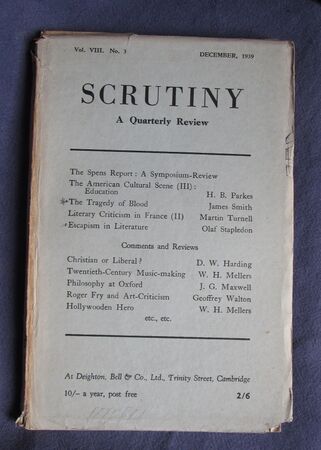 Vol. VIII. No. 3 DECEMBER, 1939
SCRUTINY
A Quarterly Review
The Spens Report : A Symposium-Review
The American Cultural Scene (III) :
Education H. B. Parkes
The Tragedy of Blood James Smith
Literary Criticism in France (II) Martin Turnell
Escapism in Literature Olaf Stapledon
Comments and Reviews
Christian or Liberal? D. W. Harding
Twentieth-Century Music-making W. H. Mellers
Philosophy at Oxford J. G. Maxwell
Roger Fry and Art-Criticism Geoffrey Walton
Hollywooden Hero W. H. Mellers
etc., etc.
At Deighton, Bell & Co., Ltd., Trinity Street, Cambridge
10/- a year, post free 2/6